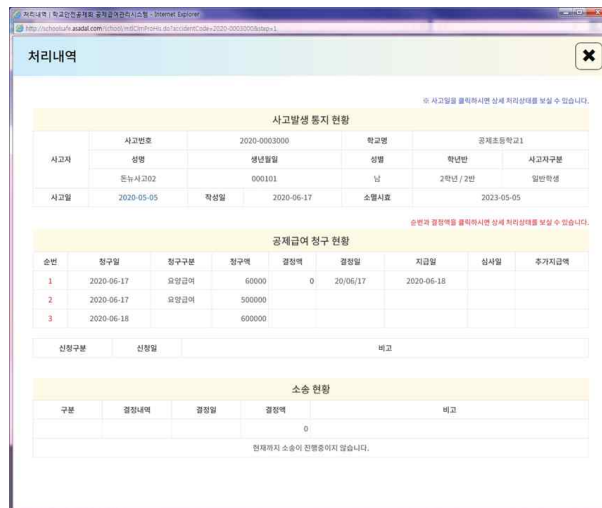 처리내역 | 학교안전공제회 공제급여관리시스템 - Internet Explorer
http://schoolsafe.asadal.com/school/mtlClmProHis.do?accidentCode=2020-0003000&step=1
처리내역
※ 사고일을 클릭하시면 상세 처리상태를 보실 수 있습니다.
사고발생 통지 현황
사고자 사고번호 2020-0003000 학교명 공제초등학교1
성명 생년월일 성별 학년반 사고자구분
돈뉴사고02 000101 남 2학년 / 2반 일반학생
사고일 2020-05-05 작성일 2020-06-17 소멸시효 2023-05-05
순번과 결정액을 클릭하시면 상세 처리상태를 보실 수 있습니다.
공제급여 청구 현황
순번 청구일 청구구분 청구액 결정액 결정일 지급일 심사일 추가지급액
1 2020-06-17 요양급여 60000 0 20/06/17 2020-06-18
2 2020-06-17 요양급여 500000
3 2020-06-18 600000
신청구분 신청일 비고
소송 현황
구분 결정내역 결정일 결정액 비고
0
현재까지 소송이 진행중이지 않습니다.